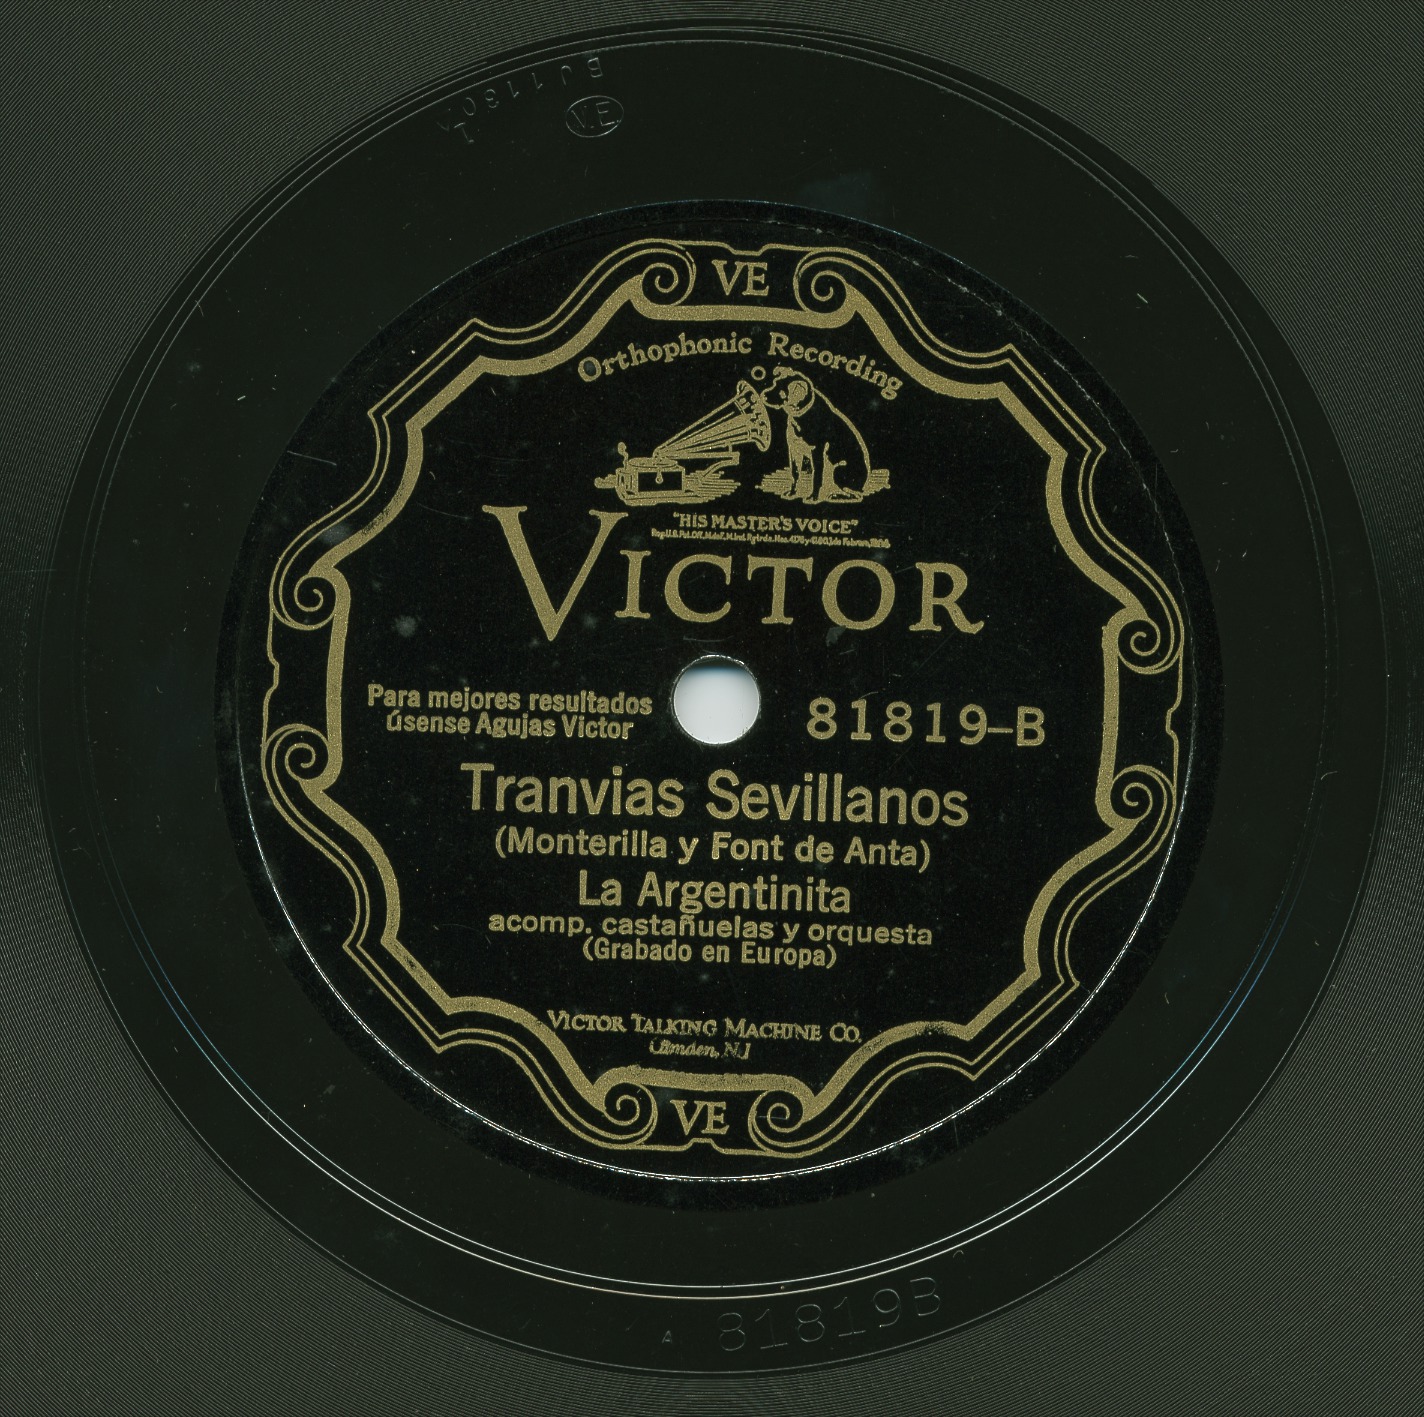 V.E.
VE
Orthophonic Recording
"HIS MASTER'S VOICE"
VICTOR
Para mejores resultados
úsense Agujas Victor
81819-B
Tranvias Sevillanos
(Monterilla y Font de Anta)
La Argentinita
acomp. castañuelas y orquesta
(Grabado en Europa)
VICTOR TALKING MACHINE CO.
Camden, N.J
VE
A 81819B